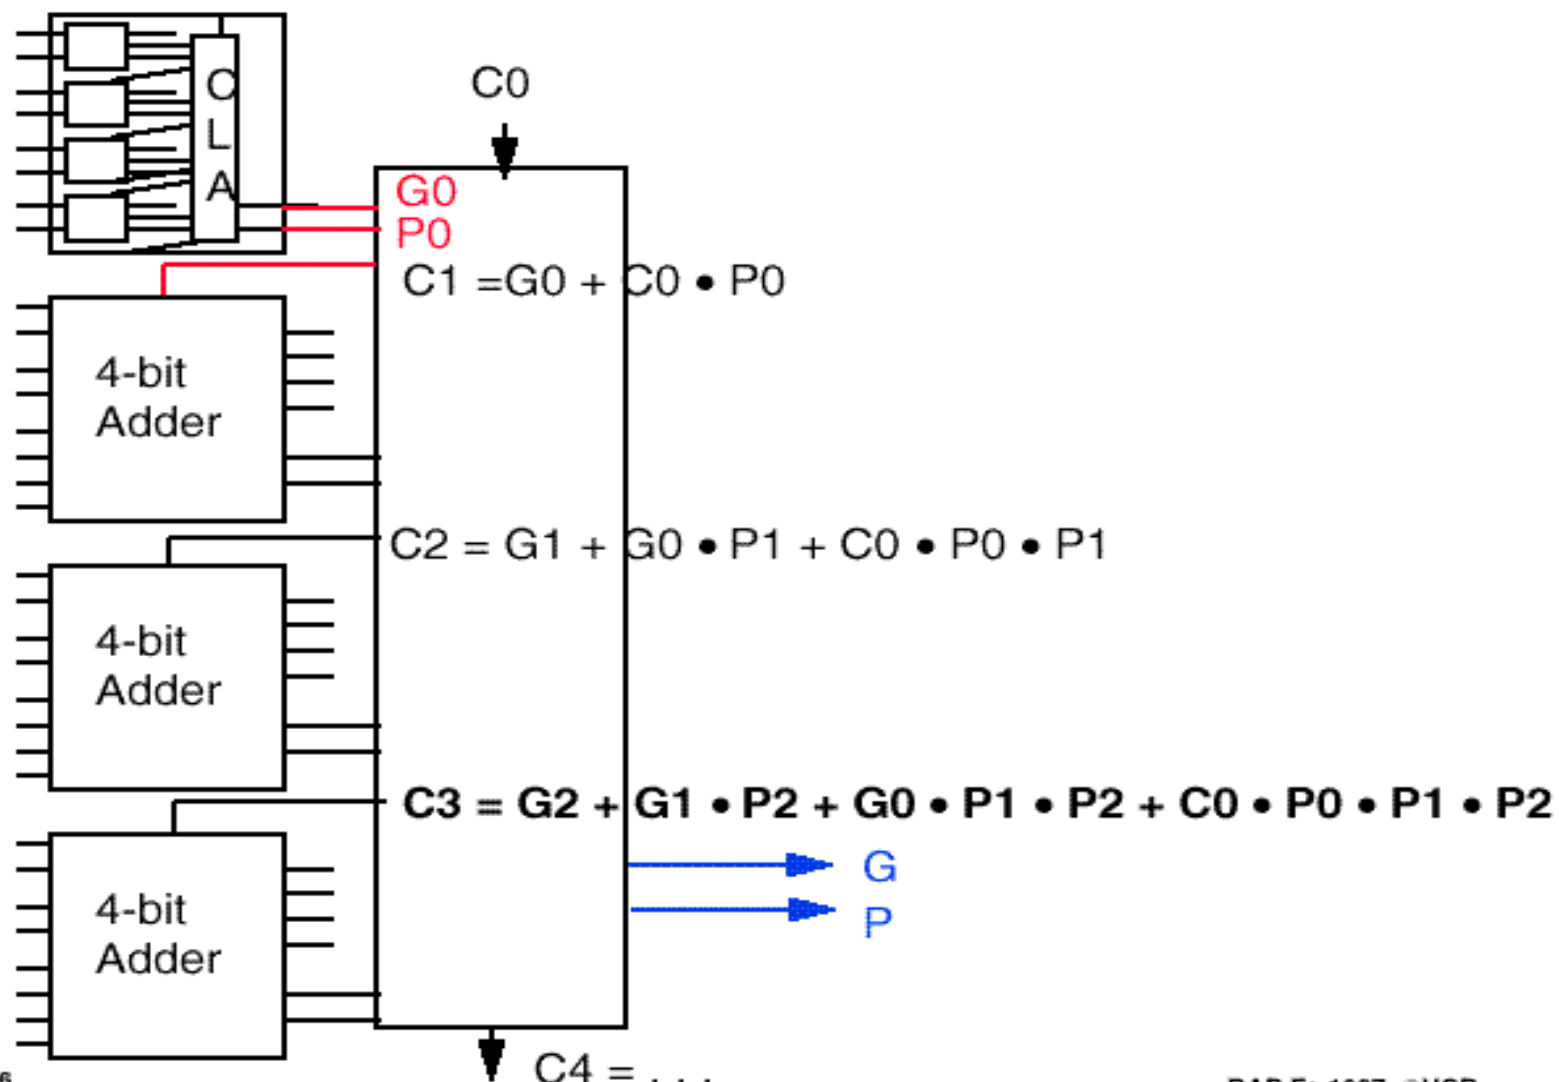 C
L
A
C0
G0
P0
C1 =G0 + C0 • P0
4-bit
Adder
C2 = G1 + G0 • P1 + C0 • P0 • P1
4-bit
Adder
C3 = G2 + G1 • P2 + G0 • P1 • P2 + C0 • P0 • P1 • P2
G
P
4-bit
Adder
C4 = . . .